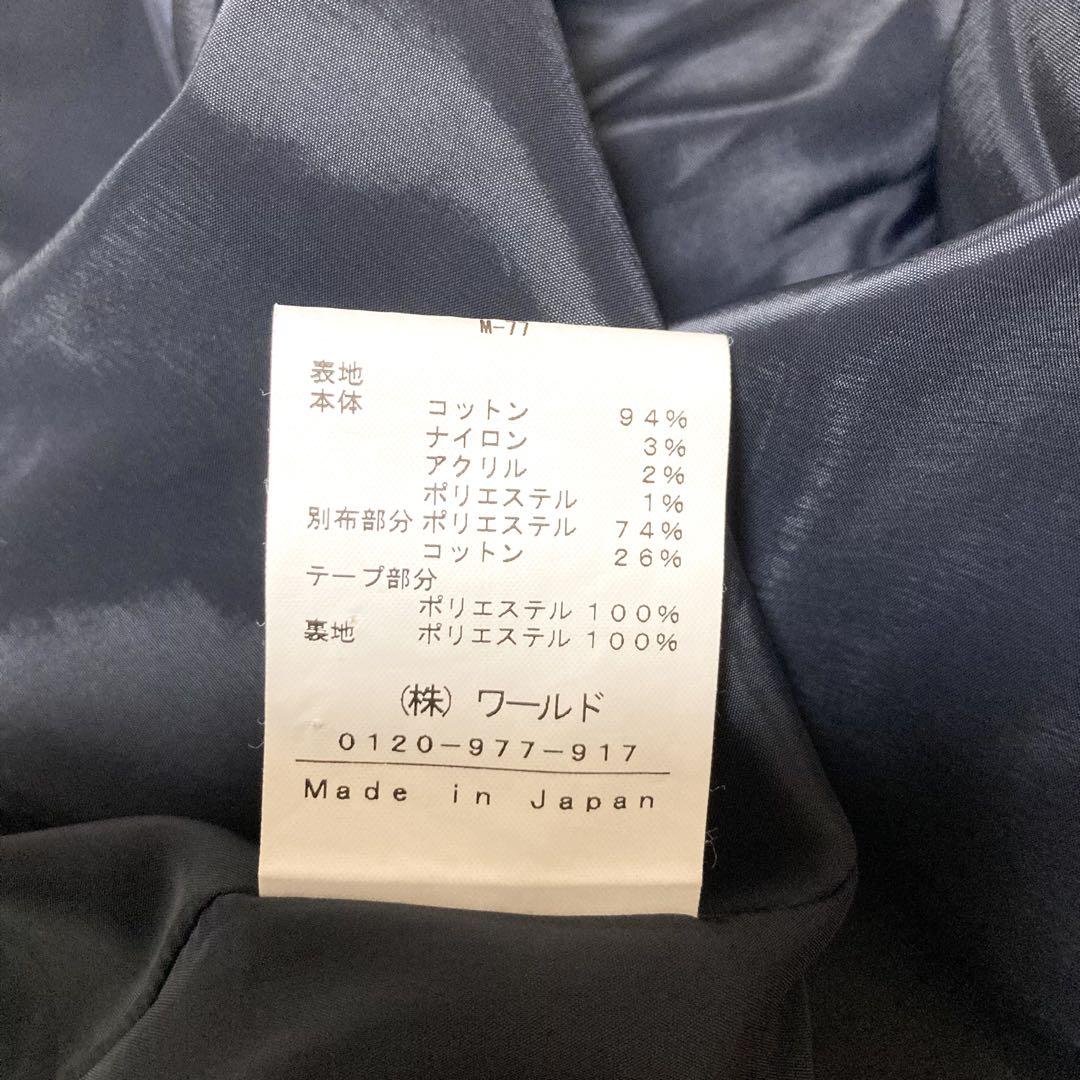 M-77
表地
本体 コットン 94%
ナイロン 3%
アクリル 2%
ポリエステル 1%
別布部分 ポリエステル 74%
コットン 26%
テープ部分
ポリエステル 100%
裏地 ポリエステル 100%
(株) ワールド
0120-977-917
Made in Japan